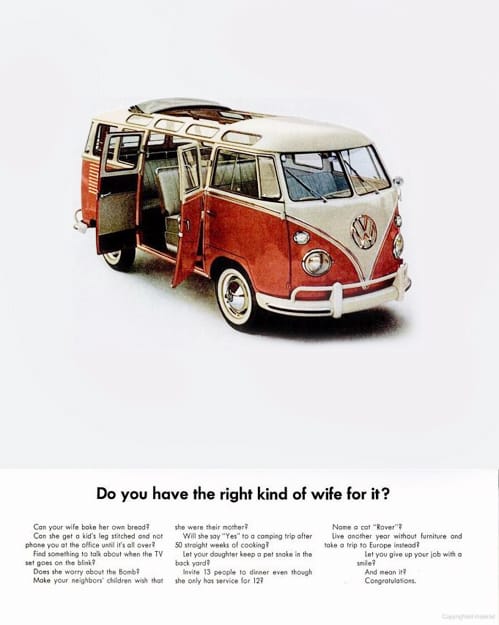 VW
Do you have the right kind of wife for it?
Can your wife bake her own bread?
Can she get a kid's leg stitched and not
phone you at the office until it's all over?
Find something to talk about when the TV
set goes on the blink?
Does she worry about the Bomb?
Make your neighbors' children wish that
she were their mother?
Will she say "Yes" to a camping trip after
50 straight weeks of cooking?
Let your daughter keep a pet snake in the
back yard?
Invite 13 people to dinner even though
she only has service for 12?
Name a cat "Rover"?
Live another year without furniture and
take a trip to Europe instead?
Let you give up your job with a
smile?
And mean it?
Congratulations.
Copyrighted material